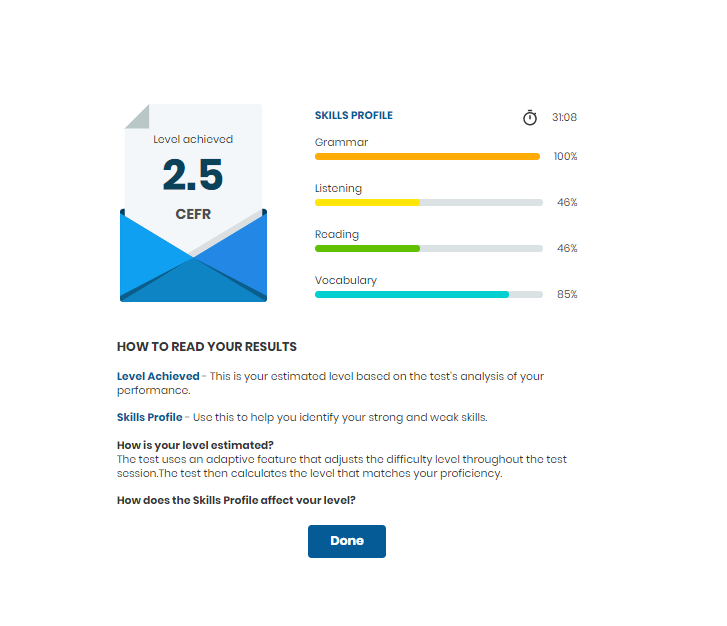 Level achieved
2.5
CEFR
SKILLS PROFILE
31:08
Grammar
100%
Listening
46%
Reading
46%
Vocabulary
85%
HOW TO READ YOUR RESULTS
Level Achieved - This is your estimated level based on the test's analysis of your
performance.
Skills Profile - Use this to help you identify your strong and weak skills.
How is your level estimated?
The test uses an adaptive feature that adjusts the difficulty level throughout the test
session.The test then calculates the level that matches your proficiency.
How does the Skills Profile affect your level?
Done